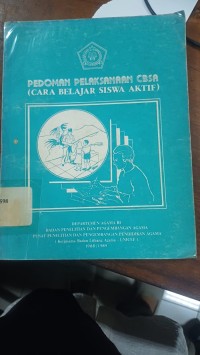 PEDOMAN PELAKSANAAN CBSA
(CARA BELAJAR SISWA AKTIF)
DEPARTEMEN AGAMA RI
BADAN PENELITIAN DAN PENGEMBANGAN AGAMA
PUSAT PENELITIAN DAN PENGEMBANGAN PENDIDIKAN AGAMA